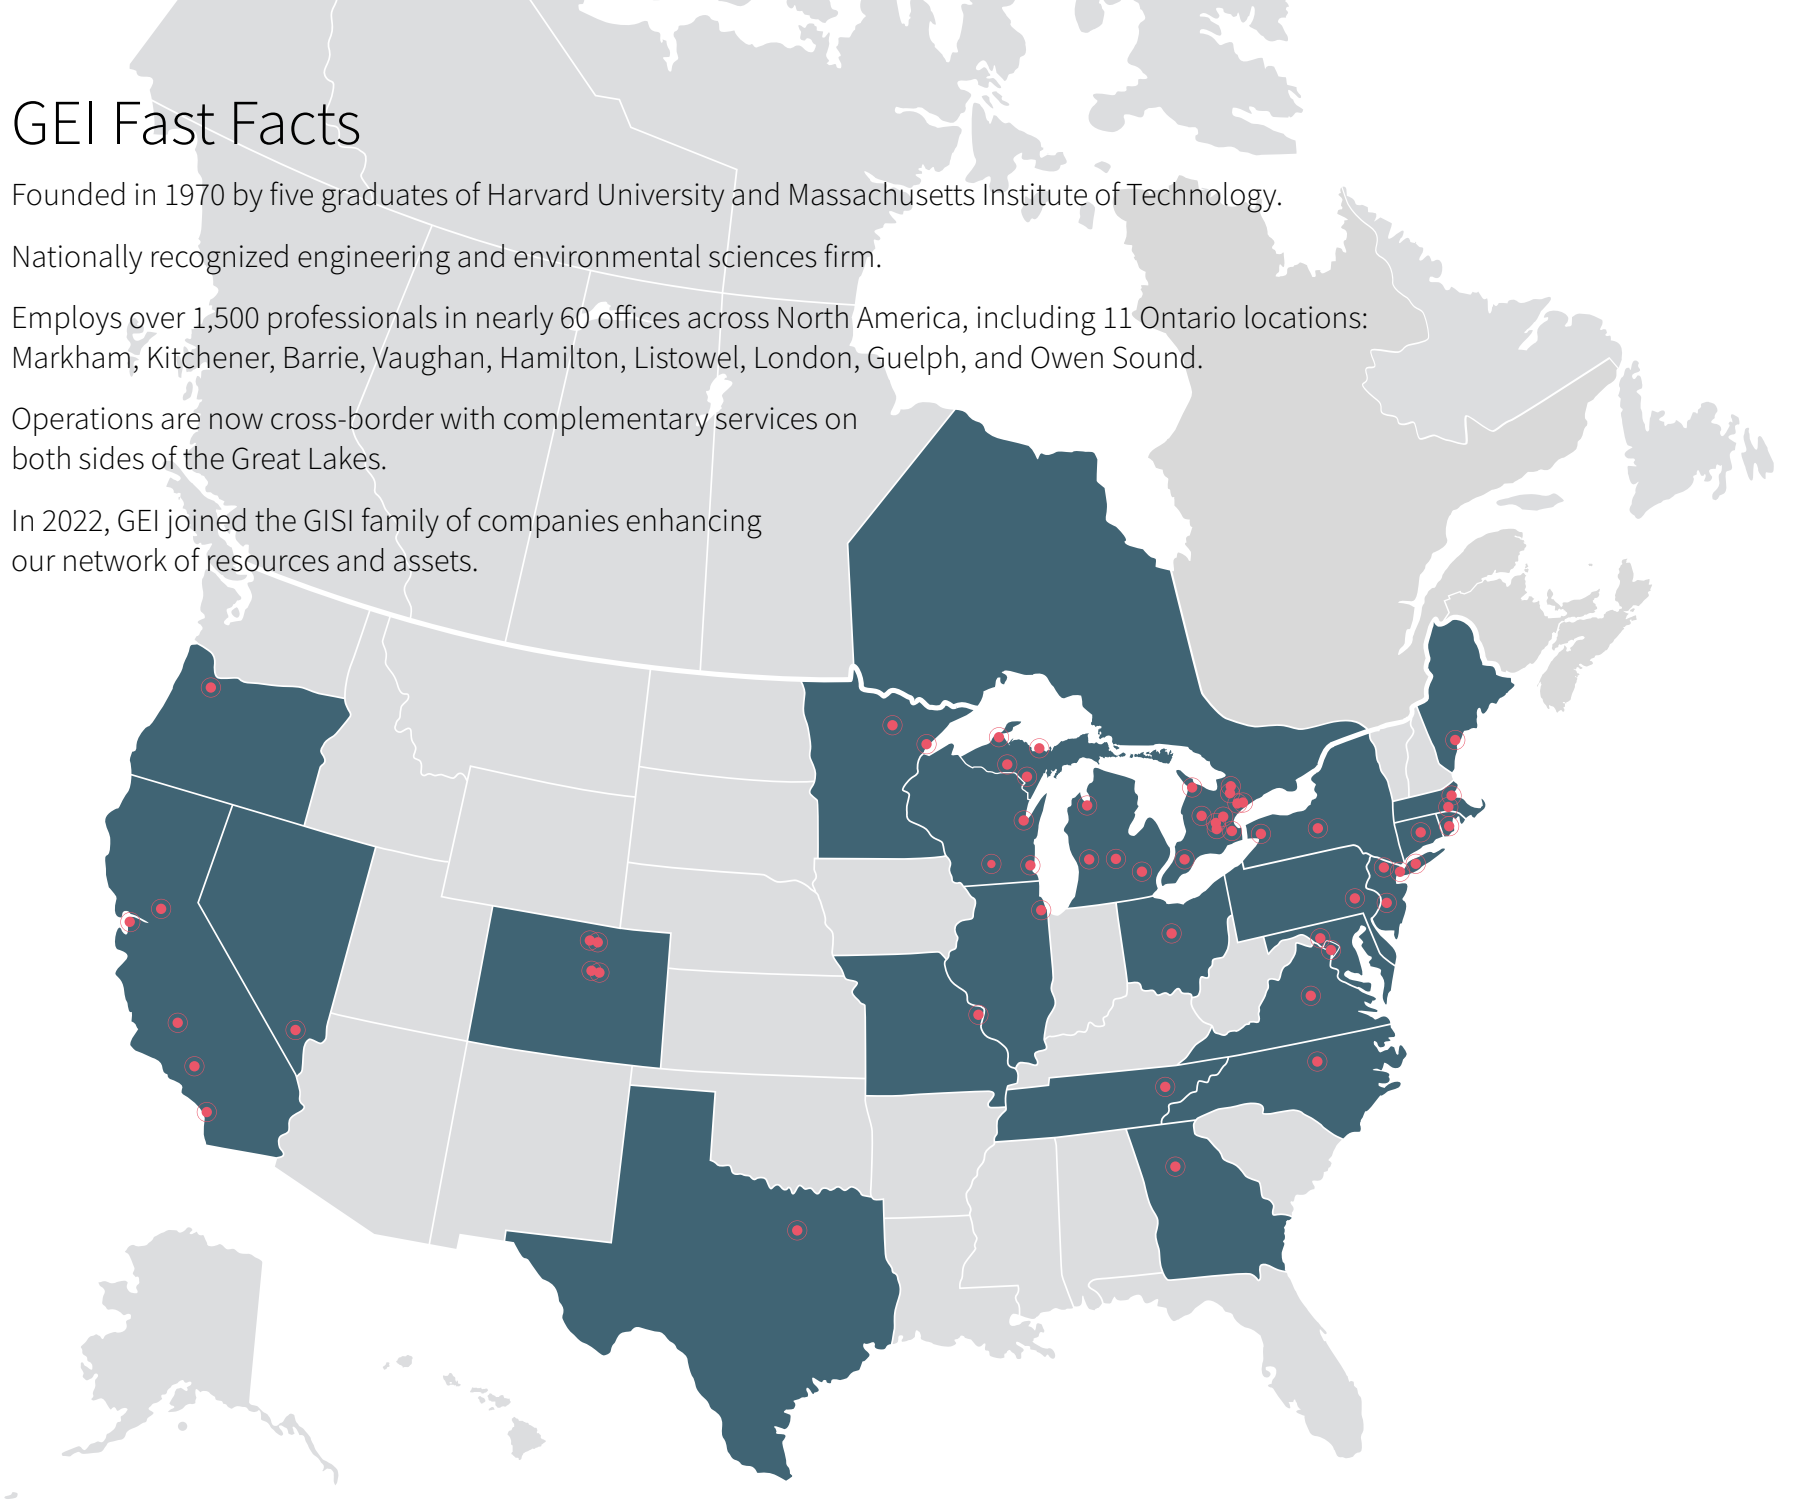 GEI Fast Facts
Founded in 1970 by five graduates of Harvard University and Massachusetts Institute of Technology.
Nationally recognized engineering and environmental sciences firm.
Employs over 1,500 professionals in nearly 60 offices across North America, including 11 Ontario locations:
Markham, Kitchener, Barrie, Vaughan, Hamilton, Listowel, London, Guelph, and Owen Sound.
Operations are now cross-border with complementary services on
both sides of the Great Lakes.
In 2022, GEI joined the GISI family of companies enhancing
our network of resources and assets.